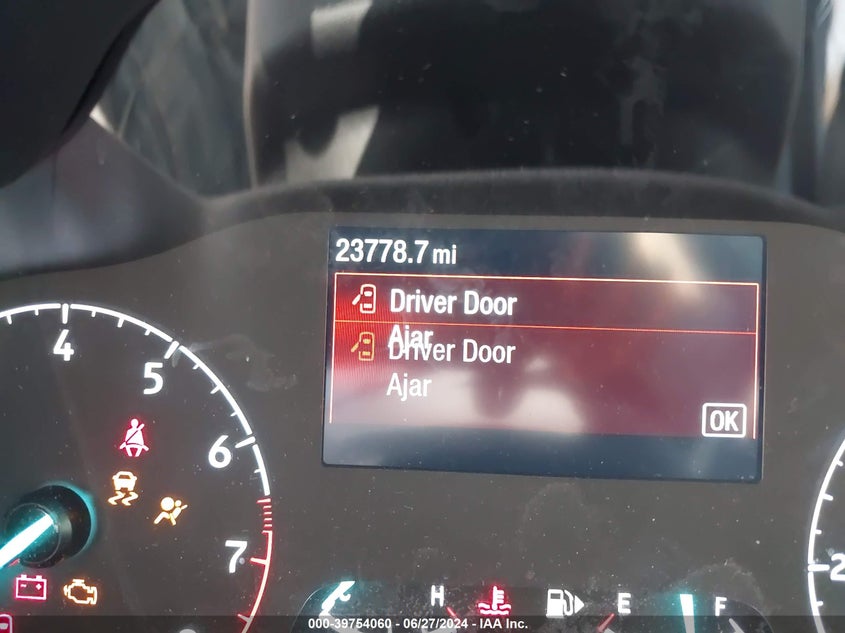 23778.7 mi
Driver Door
Ajar
Driver Door
Ajar
OK
4
5
6
7
H
E
F
2
000-39754060 - 06/27/2024 - IAA Inc.